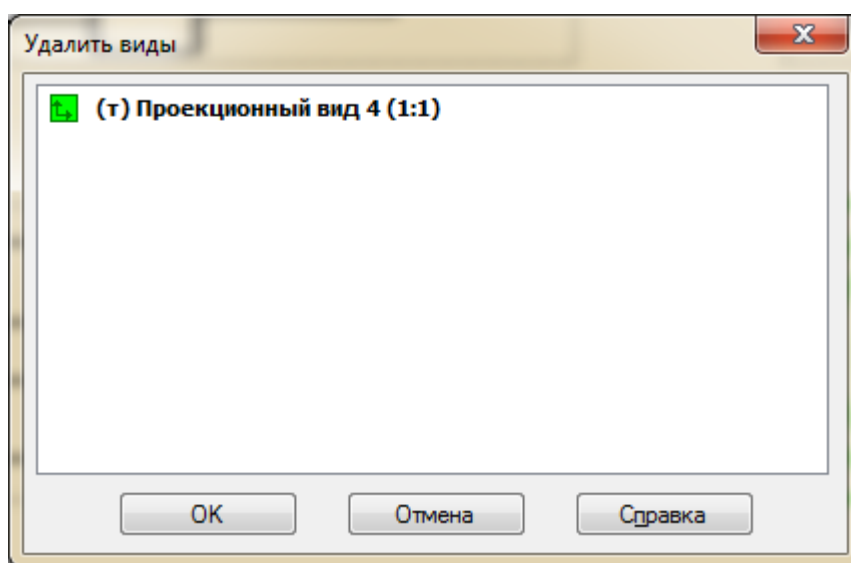 Удалить виды
(т) Проекционный вид 4 (1:1)
OK
Отмена
Справка